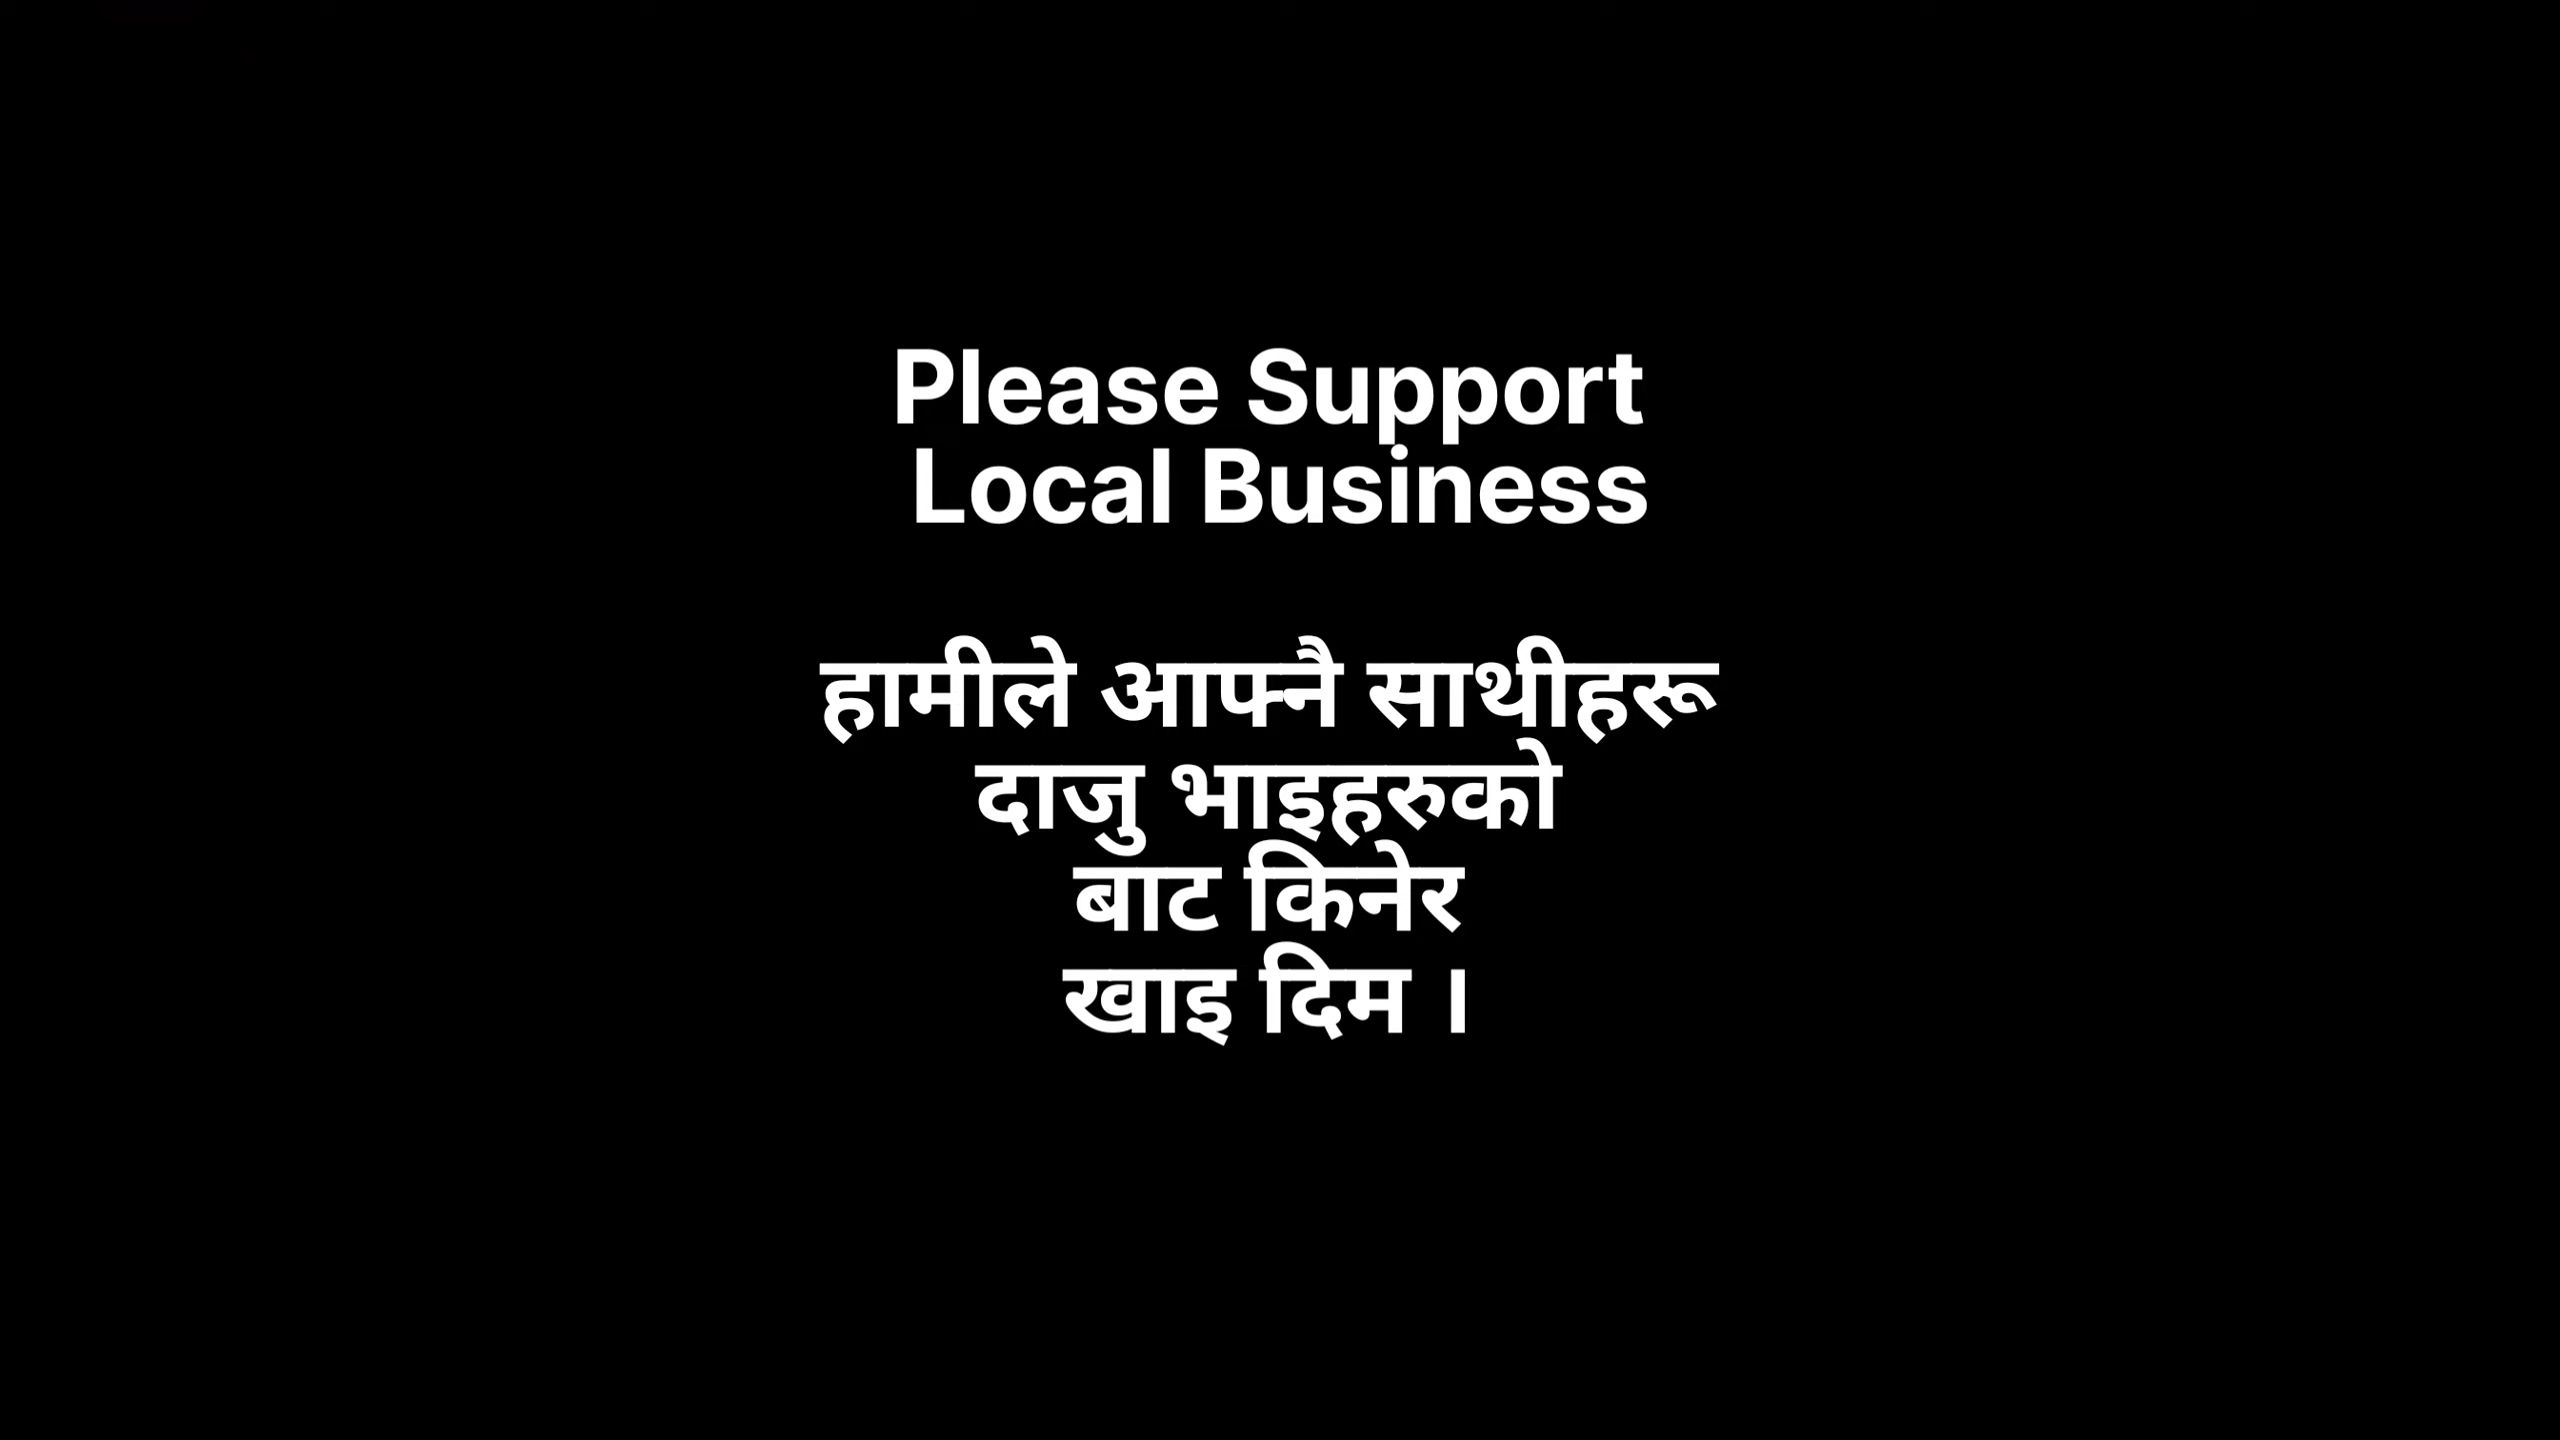 Please Support
Local Business
हामीले आफ्नै साथीहरू
दाजु भाइहरुको
बाट किनेर
खाइ दिम ।